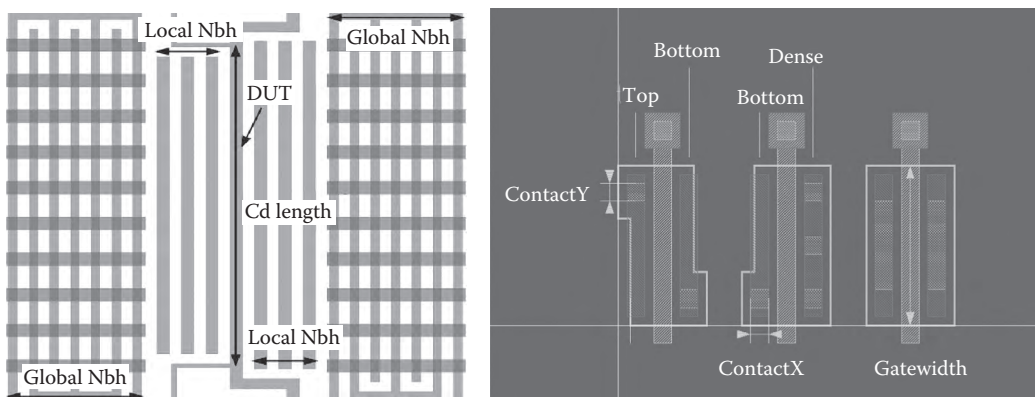 Local Nbh
Global Nbh
DUT
Cd length
Local Nbh
Global Nbh
Bottom
Dense
Top
Bottom
ContactY
ContactX
Gatewidth